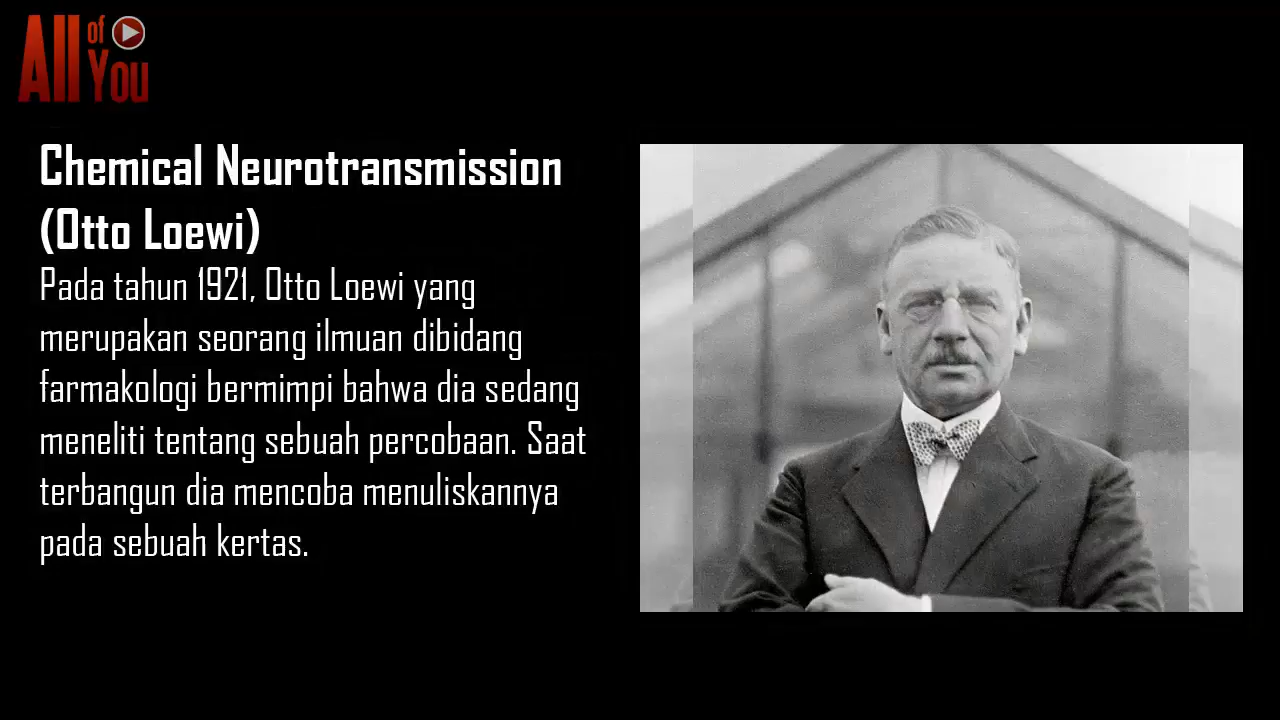 All of You
Chemical Neurotransmission
(Otto Loewi)
Pada tahun 1921, Otto Loewi yang
merupakan seorang ilmuan dibidang
farmakologi bermimpi bahwa dia sedang
meneliti tentang sebuah percobaan. Saat
terbangun dia mencoba menuliskannya
pada sebuah kertas.